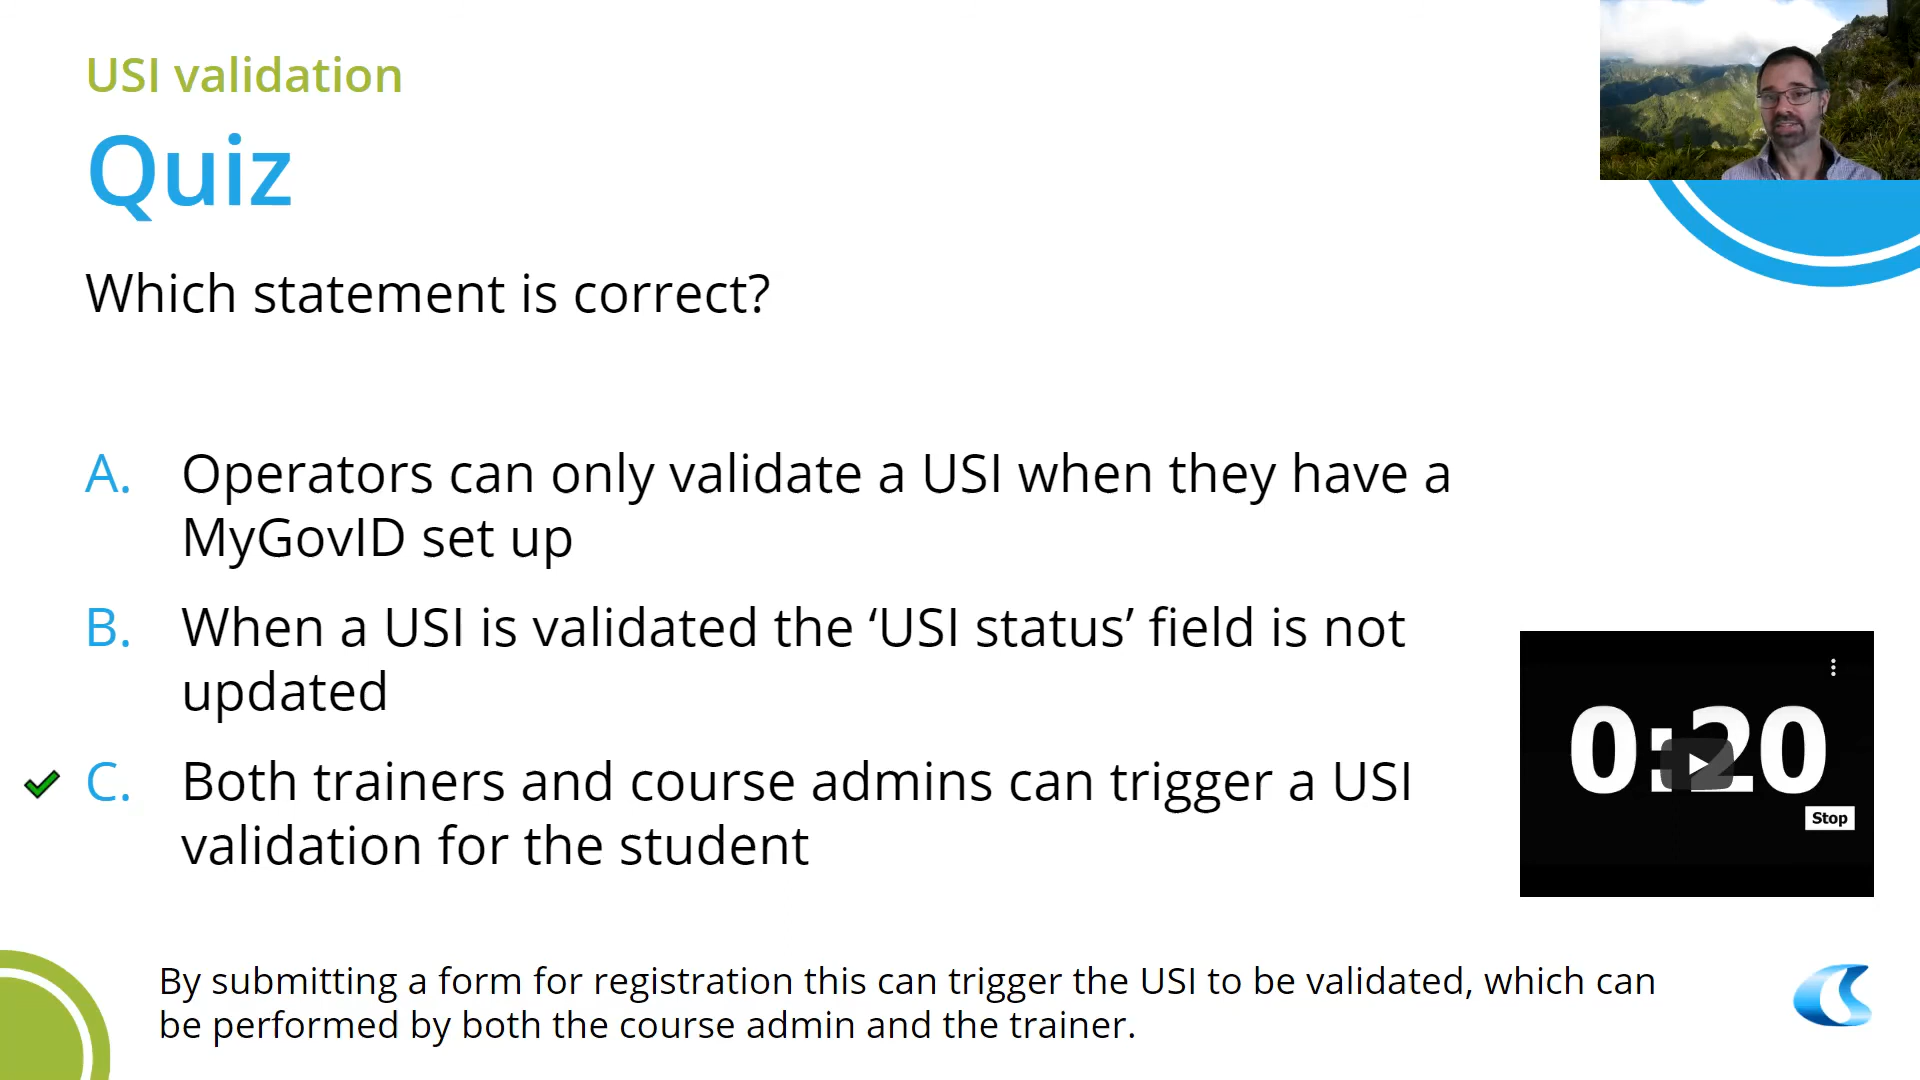 USI validation
Quiz
Which statement is correct?
A. Operators can only validate a USI when they have a
MyGovID set up
B. When a USI is validated the ‘USI status’ field is not
updated
C. Both trainers and course admins can trigger a USI
validation for the student
0:20
Stop
By submitting a form for registration this can trigger the USI to be validated, which can
be performed by both the course admin and the trainer.